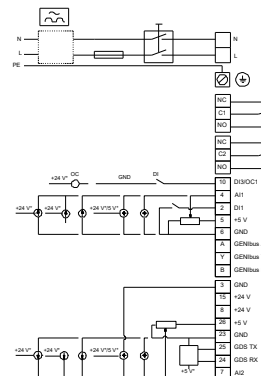 N
N
L
L
PE
NC
C1
NO
NC
C2
NO
+24 V* OC GND DI
10 DI3/OC1
4 AI1
+24 V* +24 V* +24 V*/5 V*
2 DI1
5 +5 V
6 GND
A GENIbus
Y GENIbus
B GENIbus
3 GND
15 +24 V
8 +24 V
26 +5 V
23 GND
+24 V* +24 V* +24 V*/5 V*
25 GDS TX
24 GDS RX
+5 V*
7 AI2